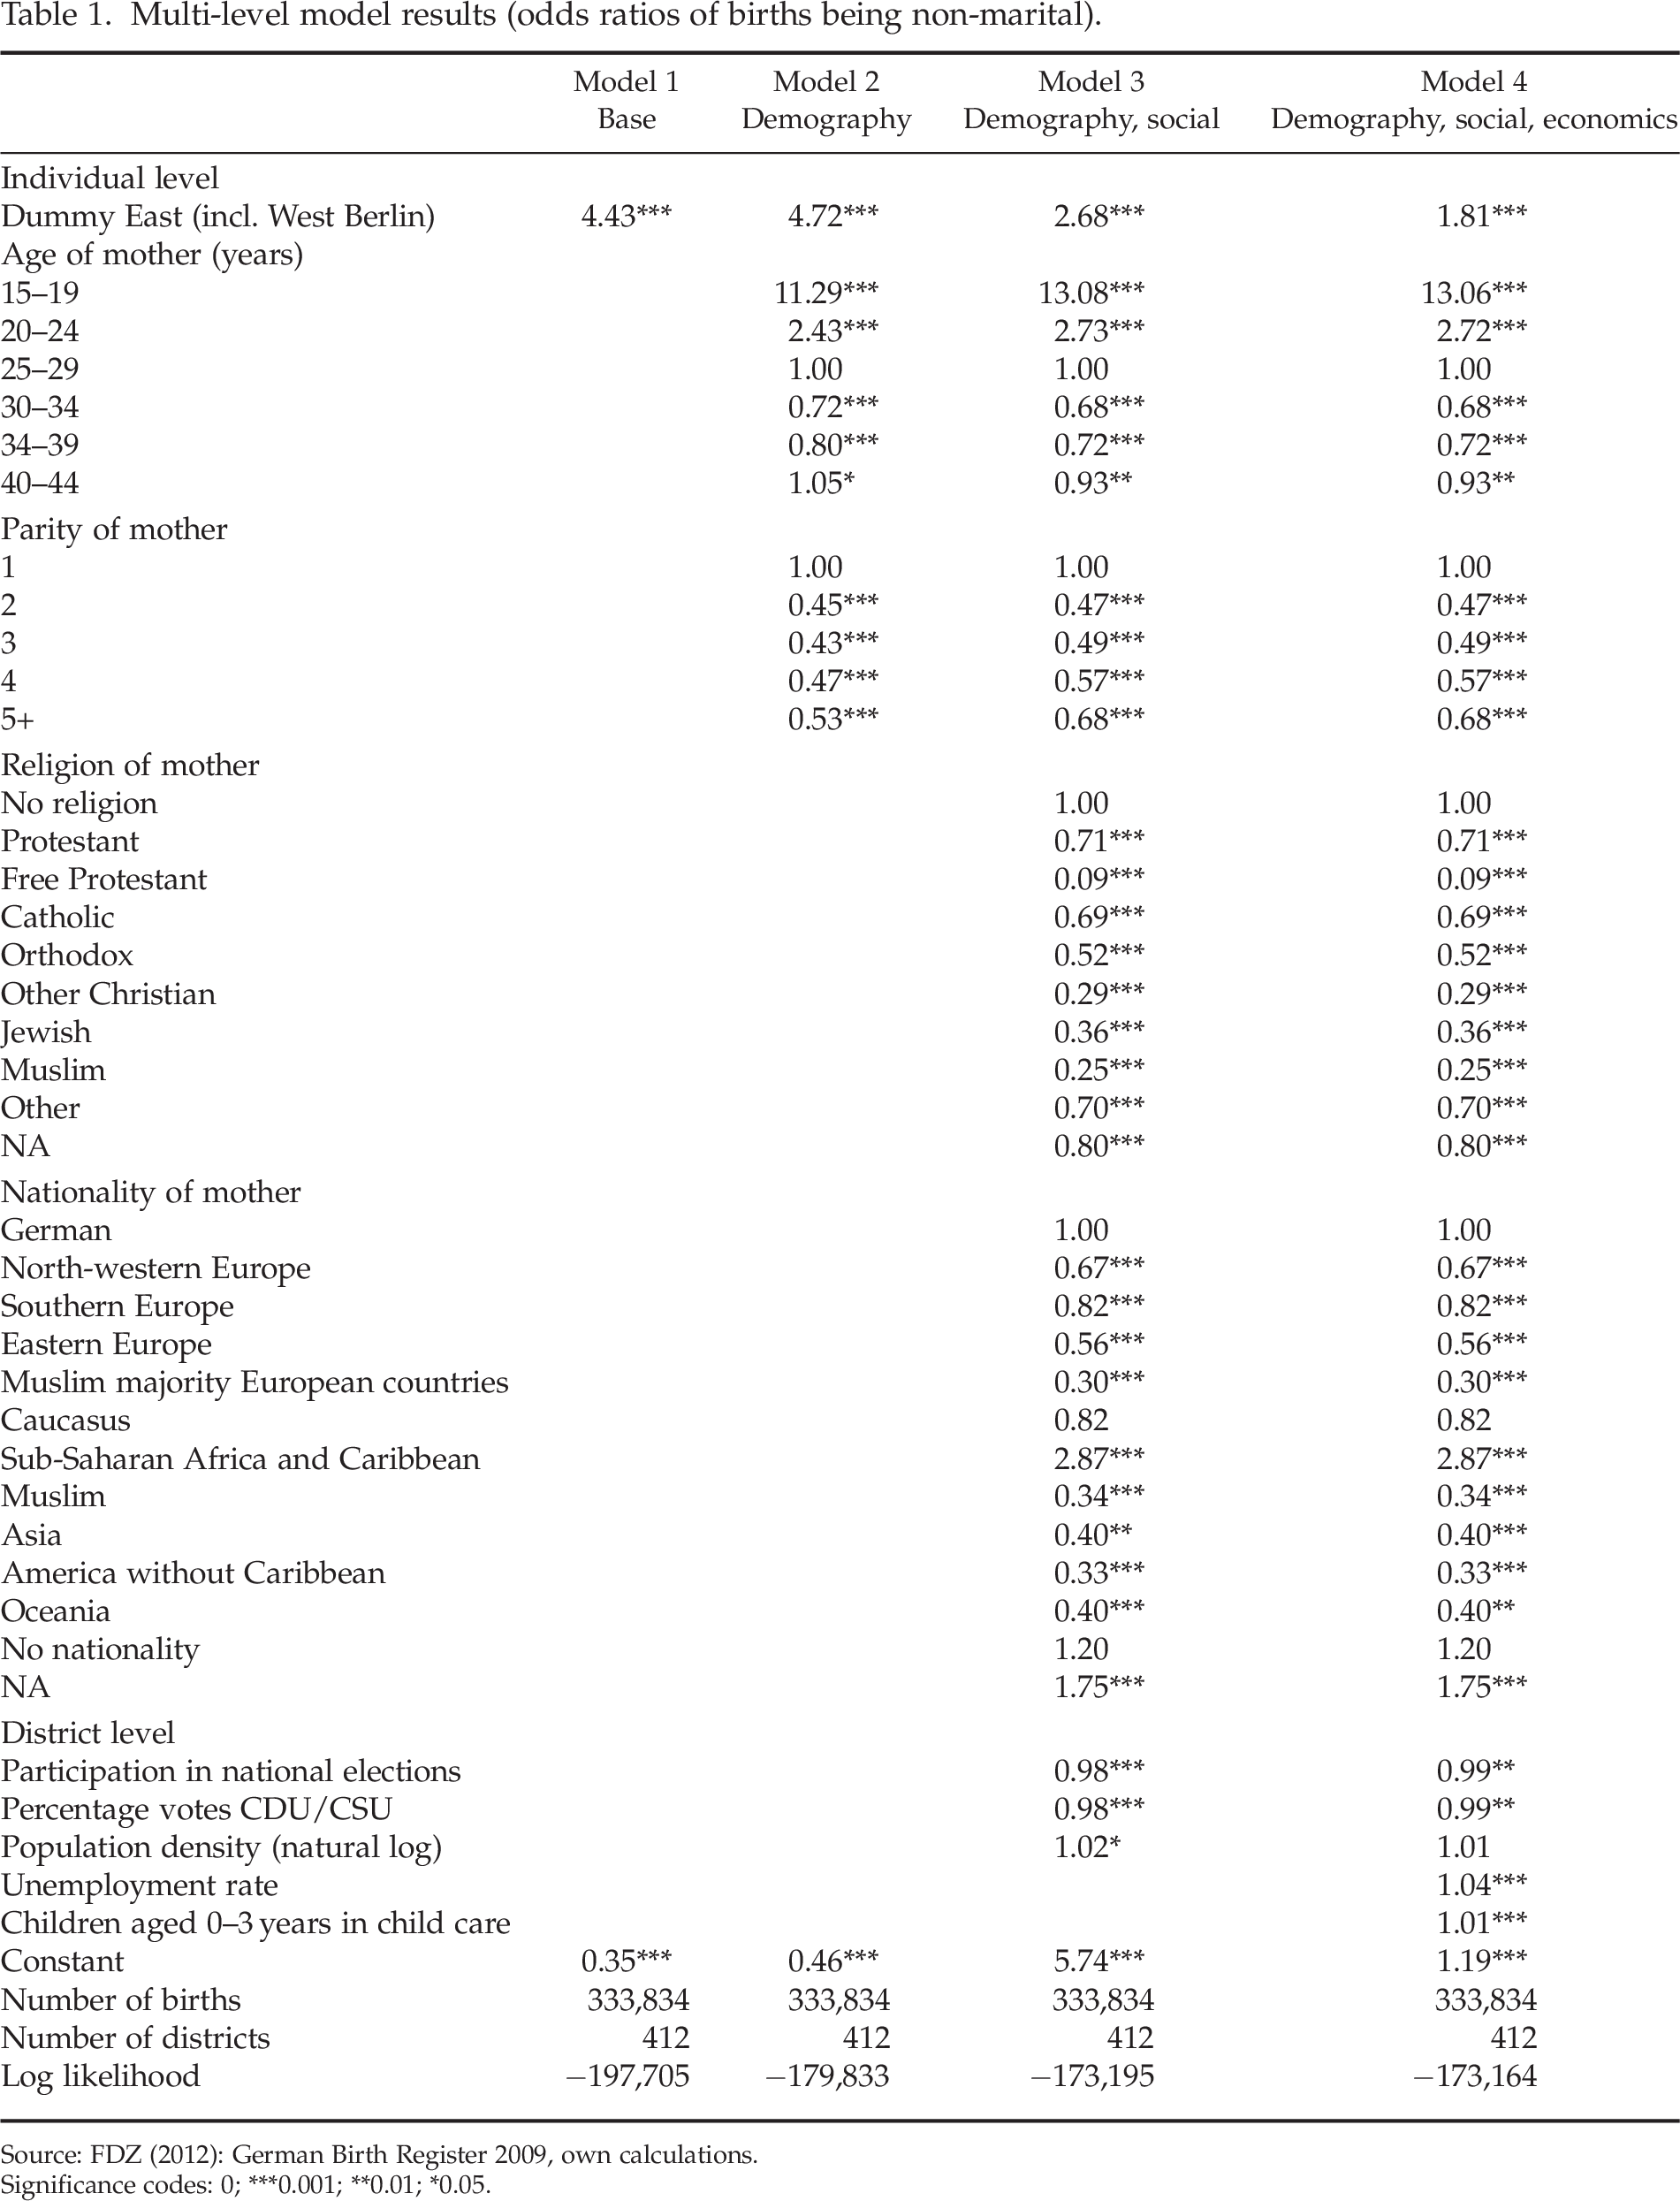 Table 1. Multi-level model results (odds ratios of births being non-marital).
Model 1 Model 2 Model 3 Model 4
Base Demography Demography, social Demography, social, economics
Individual level
Dummy East (incl. West Berlin) 4.43*** 4.72*** 2.68*** 1.81***
Age of mother (years)
15–19 11.29*** 13.08*** 13.06***
20–24 2.43*** 2.73*** 2.72***
25–29 1.00 1.00 1.00
30–34 0.72*** 0.68*** 0.68***
34–39 0.80*** 0.72*** 0.72***
40–44 1.05* 0.93** 0.93**
Parity of mother
1 1.00 1.00 1.00
2 0.45*** 0.47*** 0.47***
3 0.43*** 0.49*** 0.49***
4 0.47*** 0.57*** 0.57***
5+ 0.53*** 0.68*** 0.68***
Religion of mother
No religion 1.00 1.00
Protestant 0.71*** 0.71***
Free Protestant 0.09*** 0.09***
Catholic 0.69*** 0.69***
Orthodox 0.52*** 0.52***
Other Christian 0.29*** 0.29***
Jewish 0.36*** 0.36***
Muslim 0.25*** 0.25***
Other 0.70*** 0.70***
NA 0.80*** 0.80***
Nationality of mother
German 1.00 1.00
North-western Europe 0.67*** 0.67***
Southern Europe 0.82*** 0.82***
Eastern Europe 0.56*** 0.56***
Muslim majority European countries 0.30*** 0.30***
Caucasus 0.82 0.82
Sub-Saharan Africa and Caribbean 2.87*** 2.87***
Muslim 0.34*** 0.34***
Asia 0.40** 0.40***
America without Caribbean 0.33*** 0.33***
Oceania 0.40*** 0.40**
No nationality 1.20 1.20
NA 1.75*** 1.75***
District level
Participation in national elections 0.98*** 0.99**
Percentage votes CDU/CSU 0.98*** 0.99**
Population density (natural log) 1.02* 1.01
Unemployment rate 1.04***
Children aged 0–3 years in child care 1.01***
Constant 0.35*** 0.46*** 5.74*** 1.19***
Number of births 333,834 333,834 333,834 333,834
Number of districts 412 412 412 412
Log likelihood −197,705 −179,833 −173,195 −173,164
Source: FDZ (2012): German Birth Register 2009, own calculations.
Significance codes: 0; ***0.001; **0.01; *0.05.